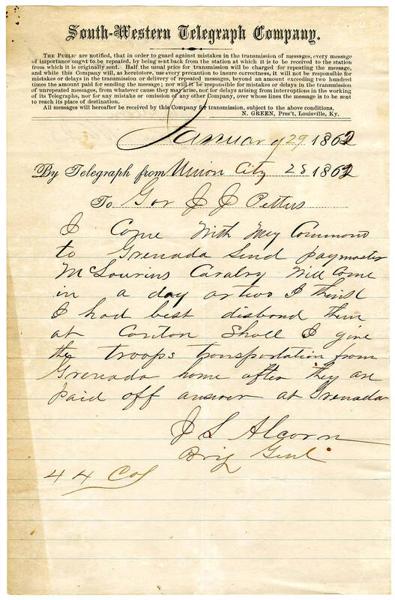 South-Western Telegraph Company.
THE PUBLIC are notified, that in order to guard against mistakes in the transmission of messages, every message
of importance ought to be repeated, by being sent back from the station at which it is to be received to the station
from which it is originally sent. Half the usual price for transmission will be charged for repeating the message,
and while this Company will, as heretofore, use every precaution to insure correctness, it will not be responsible for
mistakes or delays in the transmission or delivery of repeated messages, beyond an amount exceeding two hundred
times the amount paid for sending the message; nor will it be responsible for mistakes or delays in the transmission
of unrepeated messages, from whatever cause they may arise, nor for delays arising from interruptions in the working
of its Telegraphs, nor for any mistake or omission of any other Company, over whose lines the message is to be sent
to reach its place of destination.
All messages will hereafter be received by this Company for transmission, subject to the above conditions.
N. GREEN, Pres't, Louisville, Ky.
January 29 1862
By Telegraph from Union City 28 1862
To Gov J J Pettus
I Come With My Command
to Grenada Send paymaster
McLourins Cavalry Will Come
in a day or two I think
I had best disband them
at Canton Shall I give
the troops transportation from
Grenada home after they are
paid off answer at Grenada
J L Alcorn
Brig Genl
44 Col